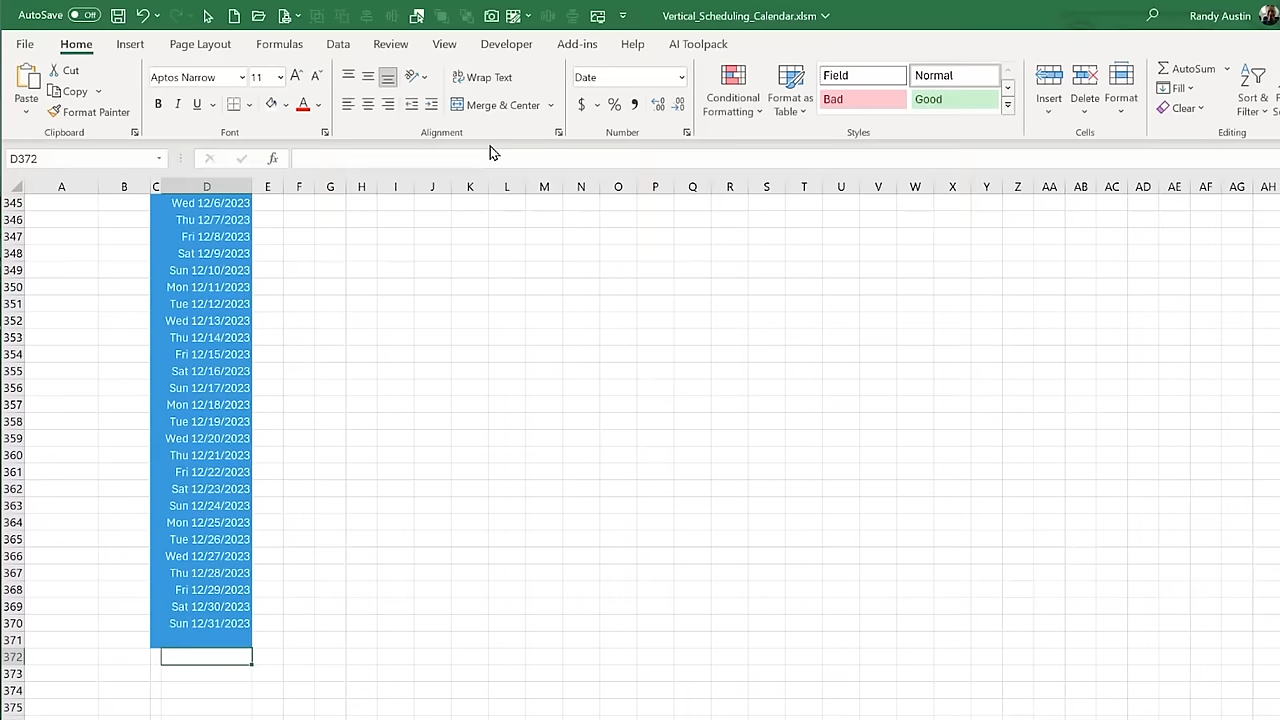 AutoSave Off Vertical_Scheduling_Calendar.xlsm Randy Austin
File Home Insert Page Layout Formulas Data Review View Developer Add-ins Help AI Toolpack
Paste
Cut
Copy
Format Painter
Clipboard
Aptos Narrow 11 A A
B I U A
Font
Wrap Text
Merge & Center
Alignment
Date
$ % 9
Number
Conditional Formatting
Format as Table
Field Normal
Bad Good
Styles
Insert Delete Format
Cells
AutoSum
Fill
Clear
Sort &
Filter
Editing
D372 fx
A B C D E F G H I J K L M N O P Q R S T U V W X Y Z AA AB AC AD AE AF AG AH
345 Wed 12/6/2023
346 Thu 12/7/2023
347 Fri 12/8/2023
348 Sat 12/9/2023
349 Sun 12/10/2023
350 Mon 12/11/2023
351 Tue 12/12/2023
352 Wed 12/13/2023
353 Thu 12/14/2023
354 Fri 12/15/2023
355 Sat 12/16/2023
356 Sun 12/17/2023
357 Mon 12/18/2023
358 Tue 12/19/2023
359 Wed 12/20/2023
360 Thu 12/21/2023
361 Fri 12/22/2023
362 Sat 12/23/2023
363 Sun 12/24/2023
364 Mon 12/25/2023
365 Tue 12/26/2023
366 Wed 12/27/2023
367 Thu 12/28/2023
368 Fri 12/29/2023
369 Sat 12/30/2023
370 Sun 12/31/2023
371
372
373
374
375